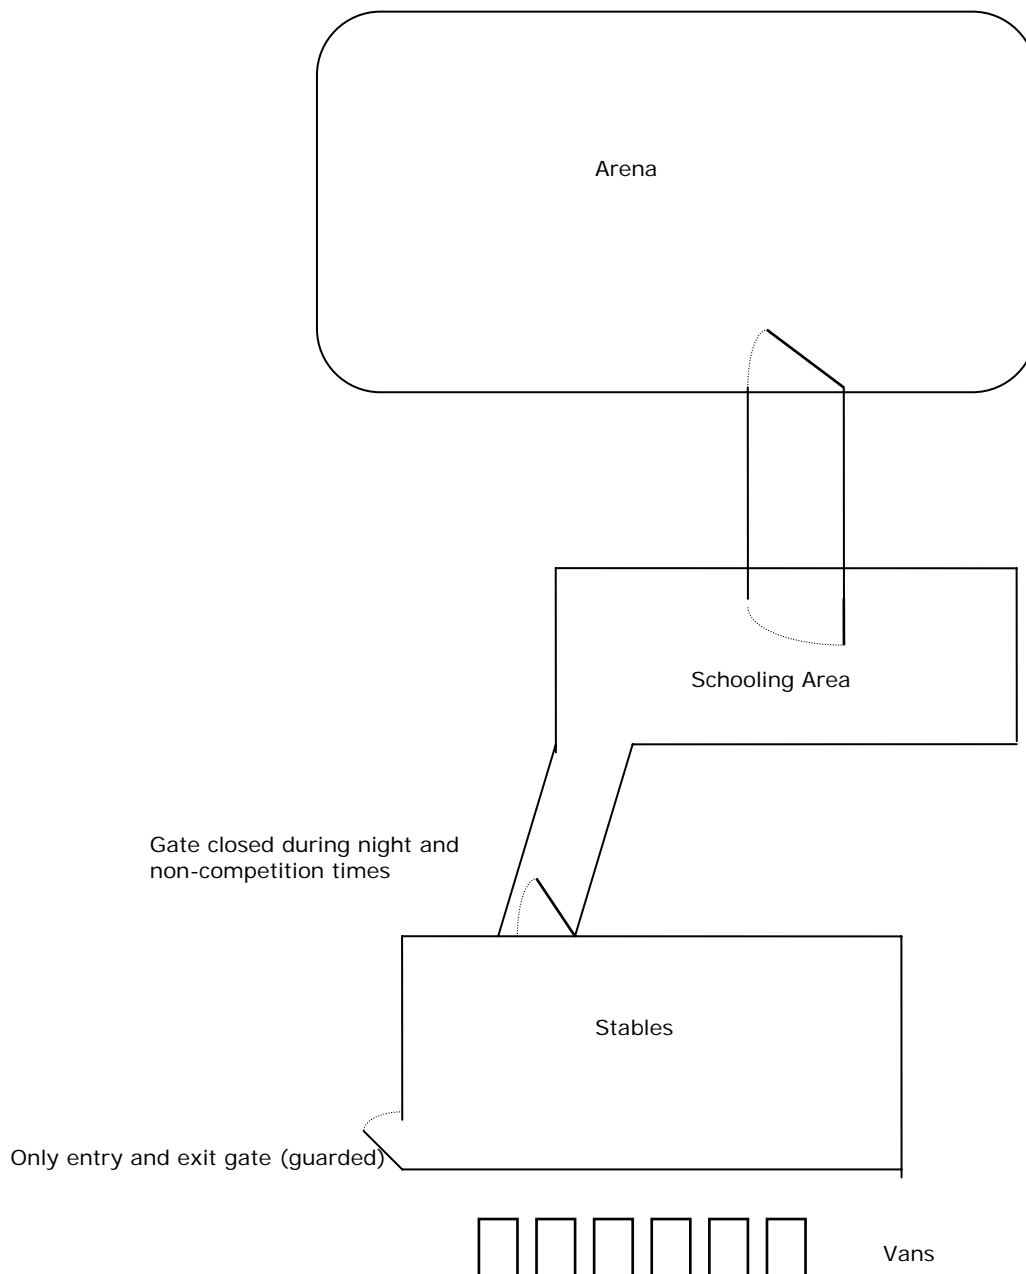 Arena
Schooling Area
Gate closed during night and
non-competition times
Stables
Only entry and exit gate (guarded)
Vans